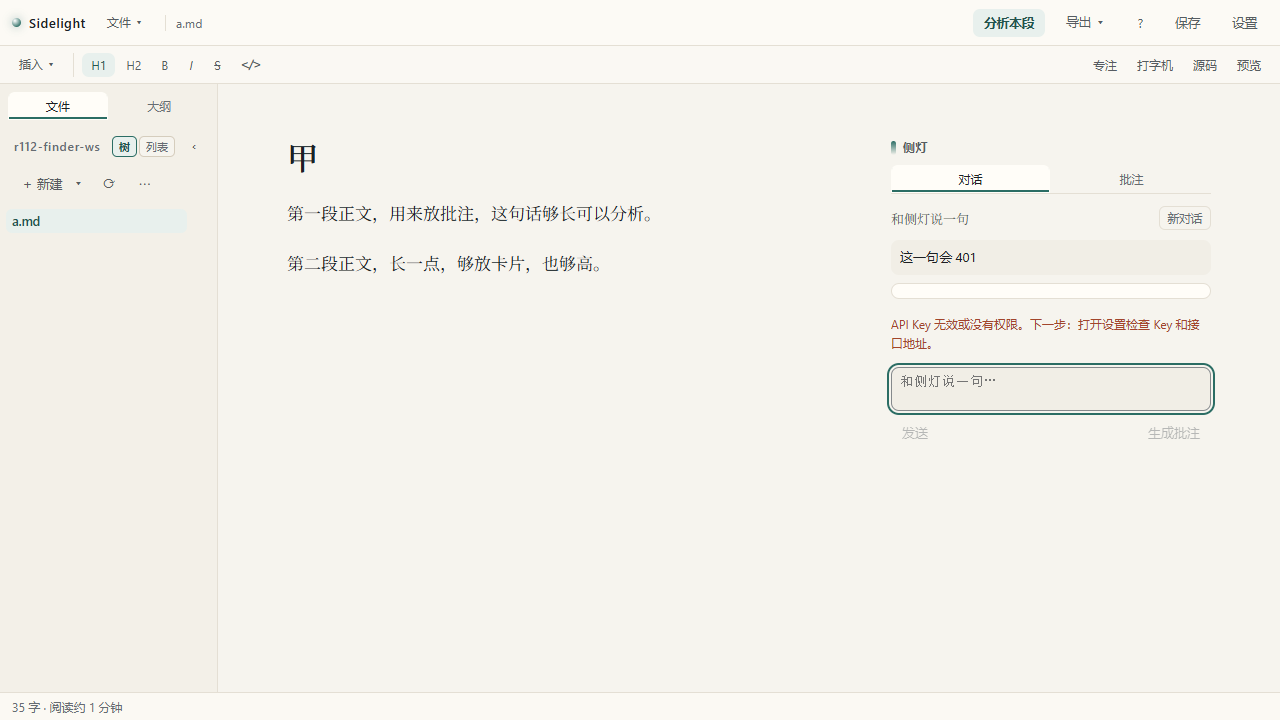 Sidelight 文件 ▾ a.md 分析本段 导出 ▾ ? 保存 设置
插入 ▾ H1 H2 B I S </> 专注 打字机 源码 预览
文件 大纲
r112-finder-ws 树 列表 ‹
+ 新建 ▾ ⟳ ···
a.md
甲
第一段正文，用来放批注，这句话够长可以分析。
第二段正文，长一点，够放卡片，也够高。
侧灯
对话 批注
和侧灯说一句 新对话
这一句会 401
API Key 无效或没有权限。下一步：打开设置检查 Key 和接
口地址。
和侧灯说一句…
发送 生成批注
35 字 · 阅读约 1 分钟